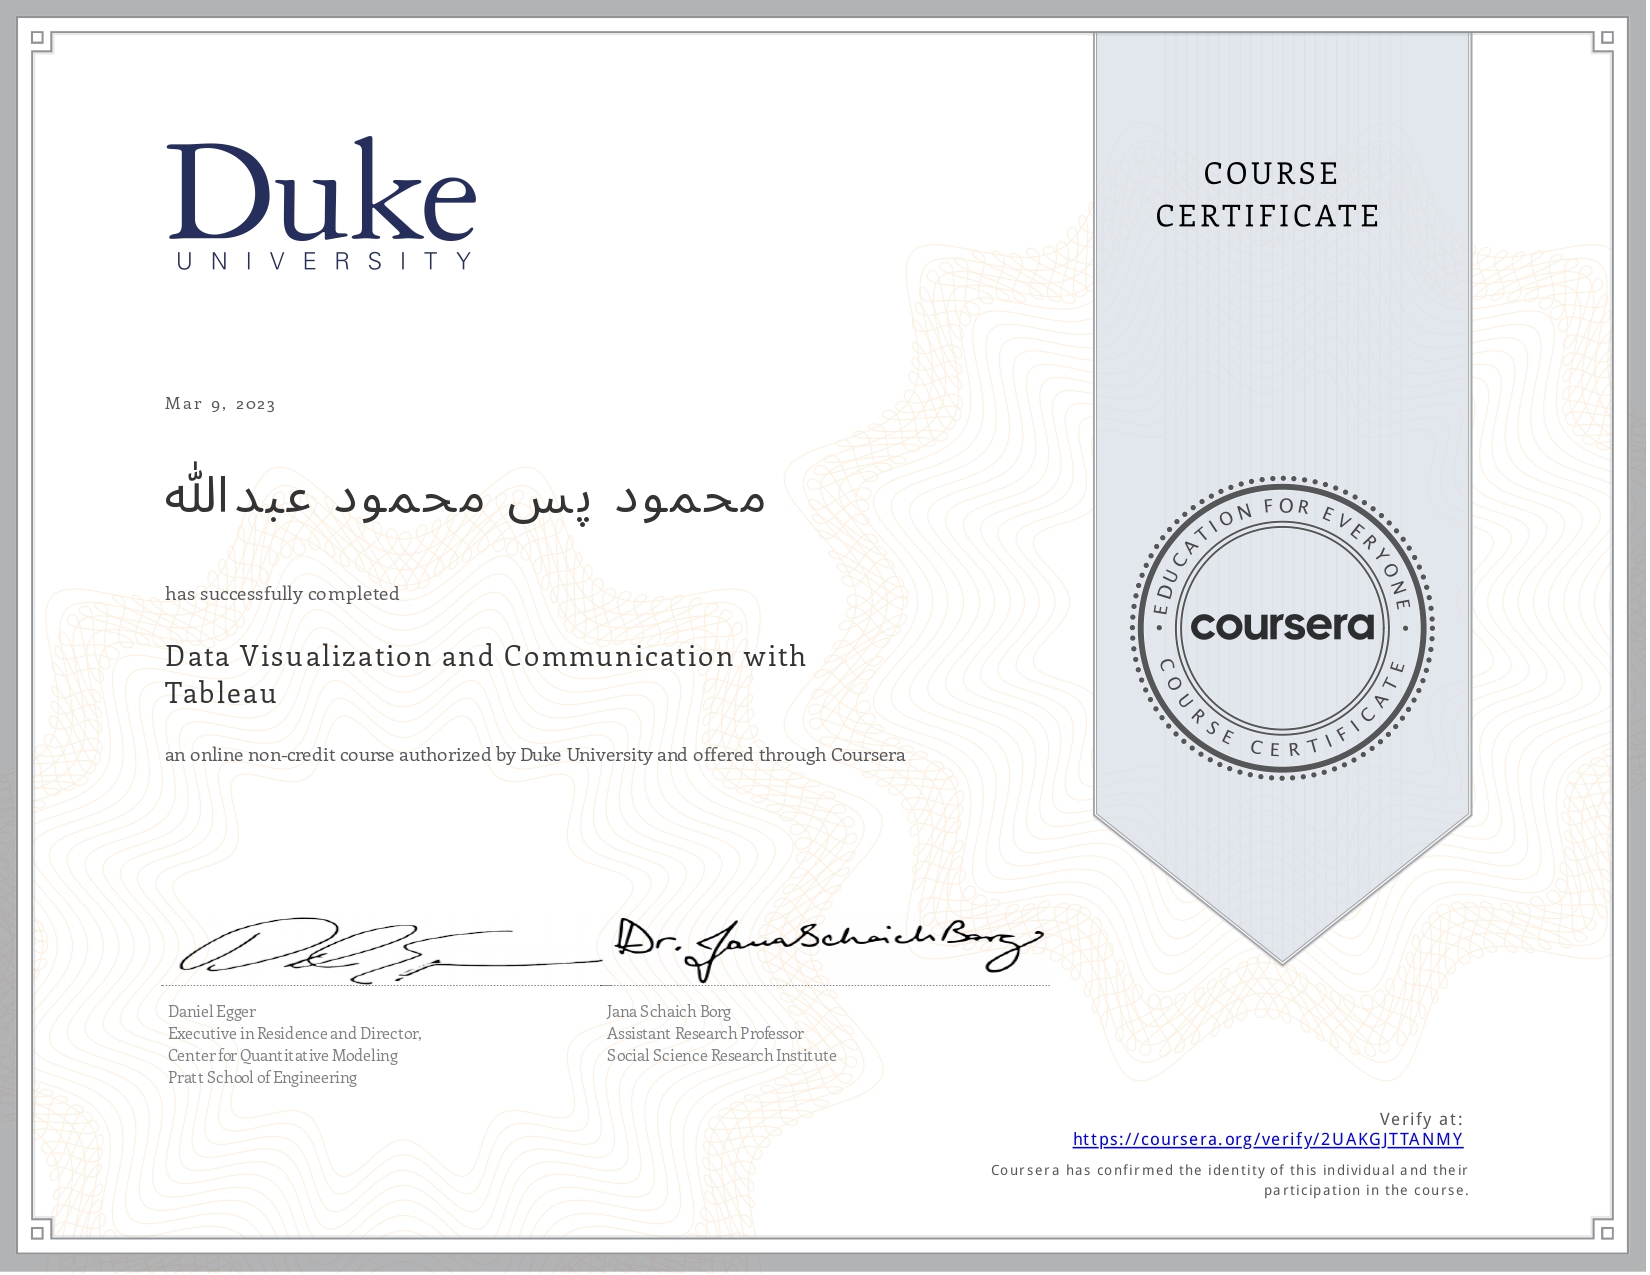 Duke
UNIVERSITY
COURSE
CERTIFICATE
Mar 9, 2023
محمود پس محمود عبدالله
has successfully completed
Data Visualization and Communication with
Tableau
an online non-credit course authorized by Duke University and offered through Coursera
EDUCATION FOR EVERYONE
coursera
COURSE CERTIFICATE
Dr. Jana Schaich Borg
Daniel Egger
Executive in Residence and Director,
Center for Quantitative Modeling
Pratt School of Engineering
Jana Schaich Borg
Assistant Research Professor
Social Science Research Institute
Verify at:
https://coursera.org/verify/2UAKGJTTANMY
Coursera has confirmed the identity of this individual and their
participation in the course.